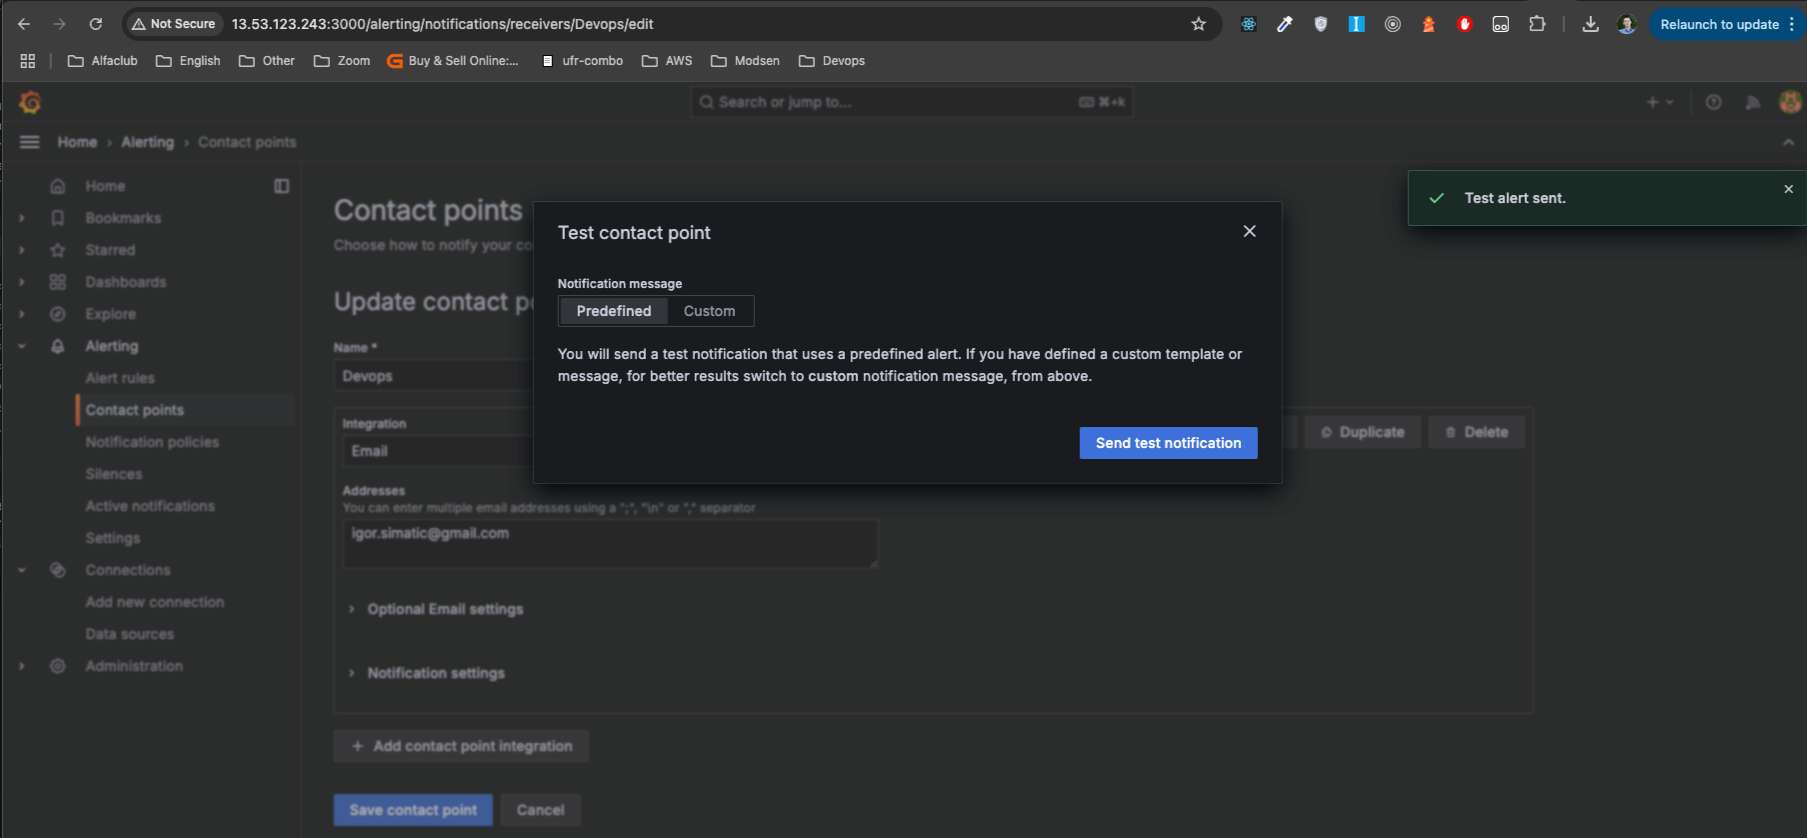 Not Secure 13.53.123.243:3000/alerting/notifications/receivers/Devops/edit Relaunch to update
Alfaclub English Other Zoom Buy & Sell Online:... ufr-combo AWS Modsen Devops
Search or jump to... ⌘+k
Home › Alerting › Contact points
Home
Bookmarks
Starred
Dashboards
Explore
Alerting
Alert rules
Contact points
Notification policies
Silences
Active notifications
Settings
Connections
Add new connection
Data sources
Administration
Contact points
Choose how to notify your co
Update contact po
Name *
Devops
Integration
Email
Duplicate
Delete
Addresses
You can enter multiple email addresses using a ";", "\n" or "," separator
igor.simatic@gmail.com
Optional Email settings
Notification settings
+ Add contact point integration
Save contact point
Cancel
Test contact point
Notification message
Predefined Custom
You will send a test notification that uses a predefined alert. If you have defined a custom template or
message, for better results switch to custom notification message, from above.
Send test notification
Test alert sent.